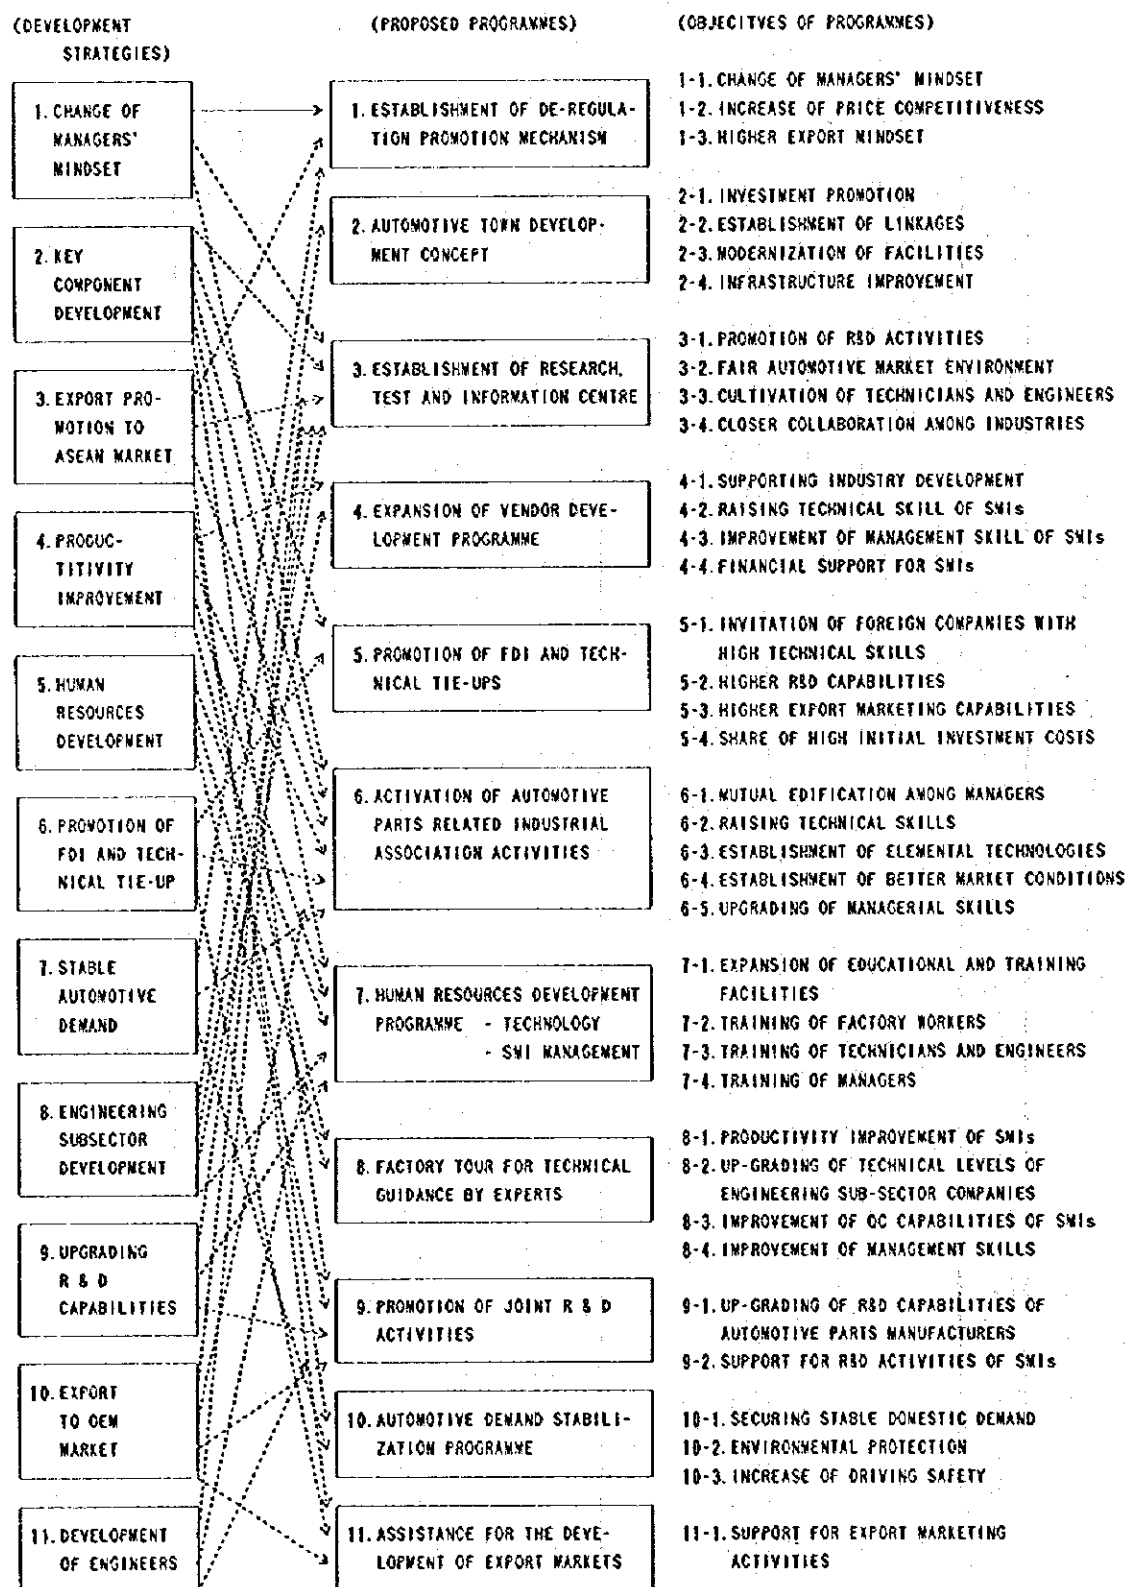 (DEVELOPMENT
STRATEGIES)
1. CHANGE OF
MANAGERS'
MINDSET
2. KEY
COMPONENT
DEVELOPMENT
3. EXPORT PRO-
MOTION TO
ASEAN MARKET
4. PRODUC-
TITIVITY
IMPROVEMENT
5. HUMAN
RESOURCES
DEVELOPMENT
6. PROMOTION OF
FDI AND TECH-
NICAL TIE-UP
7. STABLE
AUTOMOTIVE
DEMAND
8. ENGINEERING
SUBSECTOR
DEVELOPMENT
9. UPGRADING
R & D
CAPABILITIES
10. EXPORT
TO OEM
MARKET
11. DEVELOPMENT
OF ENGINEERS
(PROPOSED PROGRAMMES)
1. ESTABLISHMENT OF DE-REGULA-
TION PROMOTION MECHANISM
2. AUTOMOTIVE TOWN DEVELOP-
MENT CONCEPT
3. ESTABLISHMENT OF RESEARCH,
TEST AND INFORMATION CENTRE
4. EXPANSION OF VENDOR DEVE-
LOPMENT PROGRAMME
5. PROMOTION OF FDI AND TECH-
NICAL TIE-UPS
6. ACTIVATION OF AUTOMOTIVE
PARTS RELATED INDUSTRIAL
ASSOCIATION ACTIVITIES
7. HUMAN RESOURCES DEVELOPMENT
PROGRAMME - TECHNOLOGY
- SMI MANAGEMENT
8. FACTORY TOUR FOR TECHNICAL
GUIDANCE BY EXPERTS
9. PROMOTION OF JOINT R & D
ACTIVITIES
10. AUTOMOTIVE DEMAND STABILI-
ZATION PROGRAMME
11. ASSISTANCE FOR THE DEVE-
LOPMENT OF EXPORT MARKETS
(OBJECITVES OF PROGRAMMES)
1-1. CHANGE OF MANAGERS' MINDSET
1-2. INCREASE OF PRICE COMPETITIVENESS
1-3. HIGHER EXPORT MINDSET
2-1. INVESTMENT PROMOTION
2-2. ESTABLISHMENT OF LINKAGES
2-3. MODERNIZATION OF FACILITIES
2-4. INFRASTRUCTURE IMPROVEMENT
3-1. PROMOTION OF R&D ACTIVITIES
3-2. FAIR AUTOMOTIVE MARKET ENVIRONMENT
3-3. CULTIVATION OF TECHNICIANS AND ENGINEERS
3-4. CLOSER COLLABORATION AMONG INDUSTRIES
4-1. SUPPORTING INDUSTRY DEVELOPMENT
4-2. RAISING TECHNICAL SKILL OF SMIs
4-3. IMPROVEMENT OF MANAGEMENT SKILL OF SMIs
4-4. FINANCIAL SUPPORT FOR SMIs
5-1. INVITATION OF FOREIGN COMPANIES WITH
HIGH TECHNICAL SKILLS
5-2. HIGHER R&D CAPABILITIES
5-3. HIGHER EXPORT MARKETING CAPABILITIES
5-4. SHARE OF HIGH INITIAL INVESTMENT COSTS
6-1. MUTUAL EDIFICATION AMONG MANAGERS
6-2. RAISING TECHNICAL SKILLS
6-3. ESTABLISHMENT OF ELEMENTAL TECHNOLOGIES
6-4. ESTABLISHMENT OF BETTER MARKET CONDITIONS
6-5. UPGRADING OF MANAGERIAL SKILLS
7-1. EXPANSION OF EDUCATIONAL AND TRAINING
FACILITIES
7-2. TRAINING OF FACTORY WORKERS
7-3. TRAINING OF TECHNICIANS AND ENGINEERS
7-4. TRAINING OF MANAGERS
8-1. PRODUCTIVITY IMPROVEMENT OF SMIs
8-2. UP-GRADING OF TECHNICAL LEVELS OF
ENGINEERING SUB-SECTOR COMPANIES
8-3. IMPROVEMENT OF QC CAPABILITIES OF SMIs
8-4. IMPROVEMENT OF MANAGEMENT SKILLS
9-1. UP-GRADING OF R&D CAPABILITIES OF
AUTOMOTIVE PARTS MANUFACTURERS
9-2. SUPPORT FOR R&D ACTIVITIES OF SMIs
10-1. SECURING STABLE DOMESTIC DEMAND
10-2. ENVIRONMENTAL PROTECTION
10-3. INCREASE OF DRIVING SAFETY
11-1. SUPPORT FOR EXPORT MARKETING
ACTIVITIES